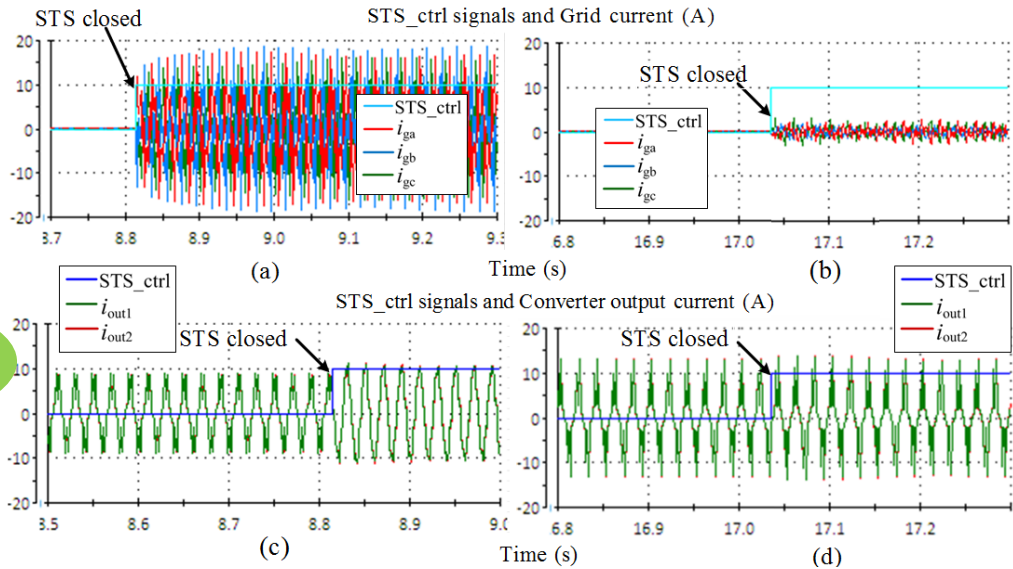 STS_ctrl signals and Grid current (A)
STS closed
20
10
0
-10
-20
STS_ctrl
iga
igb
igc
8.7
8.8
8.9
9.0
9.1
9.2
9.3
(a)
Time (s)
STS closed
20
10
0
-10
-20
STS_ctrl
iga
igb
igc
6.8
16.9
17.0
17.1
17.2
(b)
STS_ctrl signals and Converter output current (A)
STS_ctrl
iout1
iout2
STS closed
20
10
0
-10
-20
8.5
8.6
8.7
8.8
8.9
9.0
(c)
Time (s)
STS_ctrl
iout1
iout2
STS closed
20
10
0
-10
-20
6.8
16.9
17.0
17.1
17.2
(d)